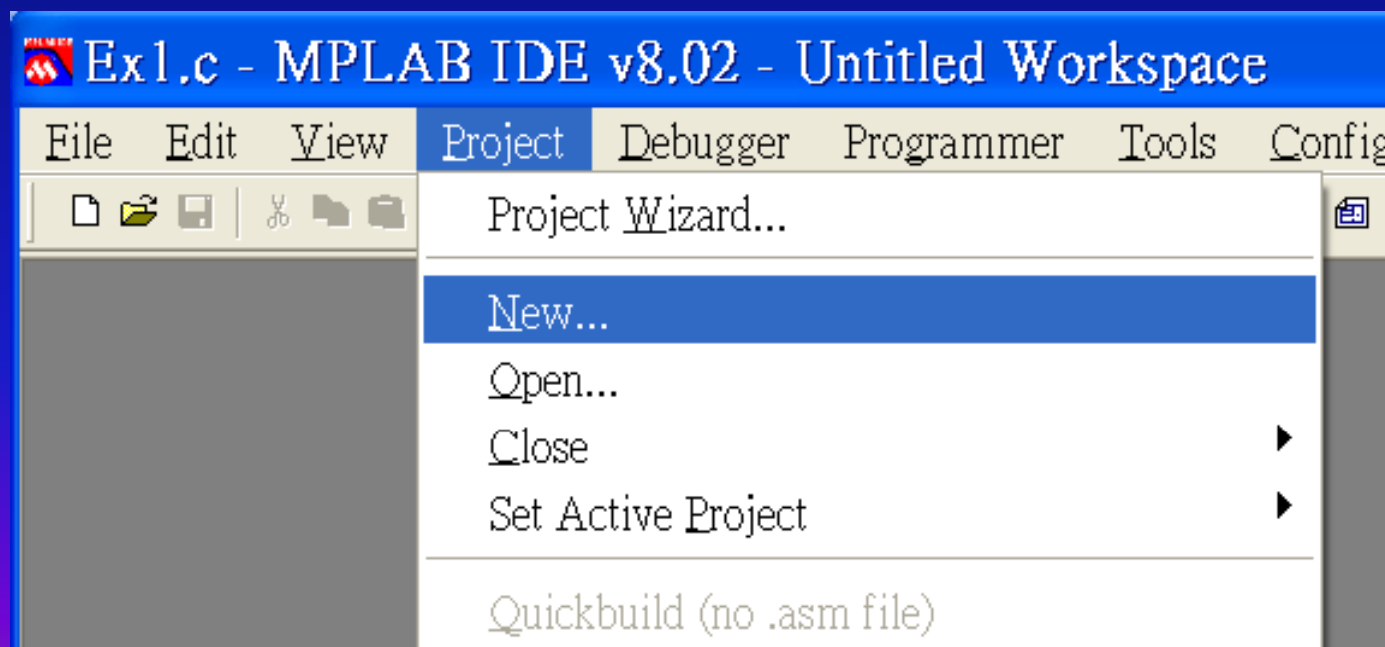 Ex1.c - MPLAB IDE v8.02 - Untitled Workspace
File Edit View Project Debugger Programmer Tools Config
Project Wizard...
New...
Open...
Close
Set Active Project
Quickbuild (no .asm file)